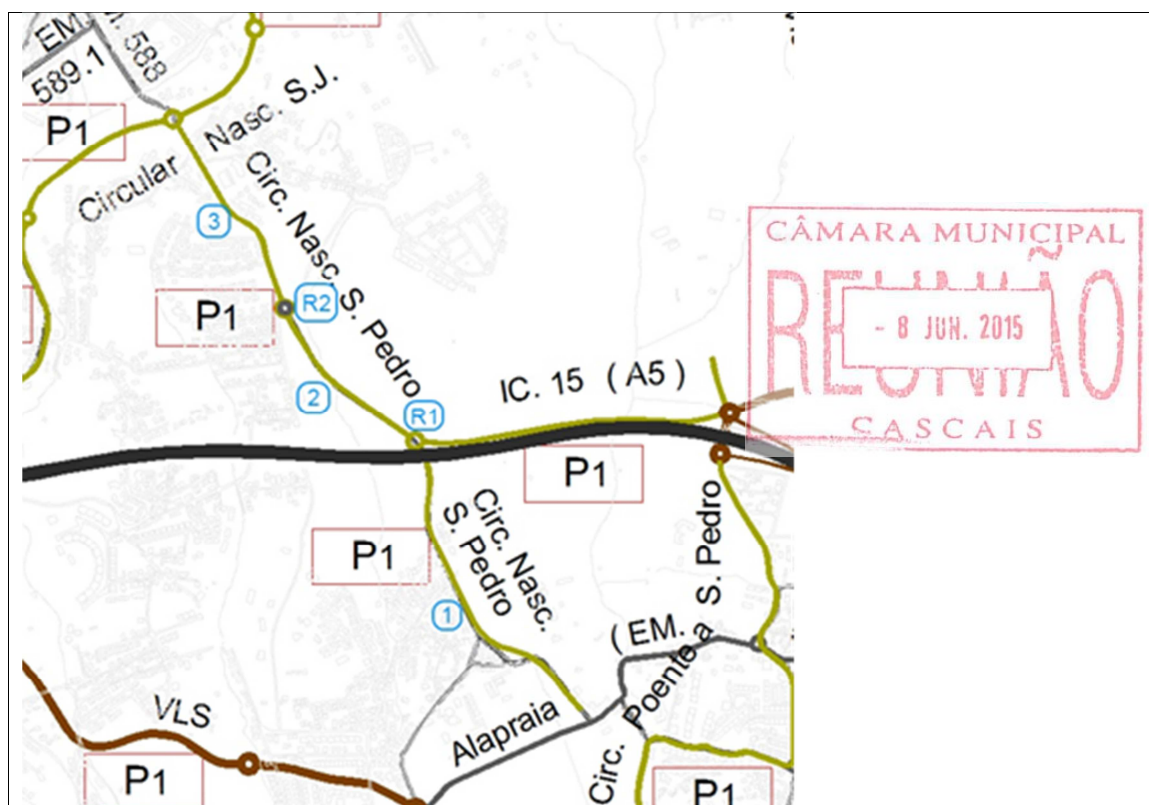 EM.
589.1
588
P1
Circular Nasc. S.J.
Circ. Nasc. S. Pedro
3
P1
R2
2
R1
IC. 15 ( A5 )
P1
P1
Circ. Nasc.
S. Pedro
1
( EM.
Circ. Poente a S. Pedro
VLS
Alapraia
P1
P1
CÂMARA MUNICIPAL
REUNIÃO
- 8 JUN. 2015
CASCAIS